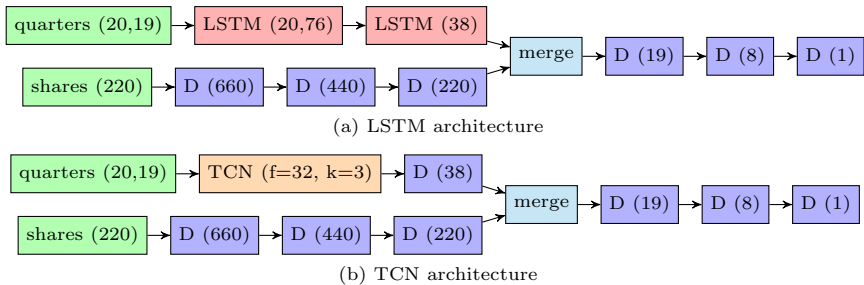 quarters (20,19) LSTM (20,76) LSTM (38)
merge D (19) D (8) D (1)
shares (220) D (660) D (440) D (220)
(a) LSTM architecture
quarters (20,19) TCN (f=32, k=3) D (38)
merge D (19) D (8) D (1)
shares (220) D (660) D (440) D (220)
(b) TCN architecture